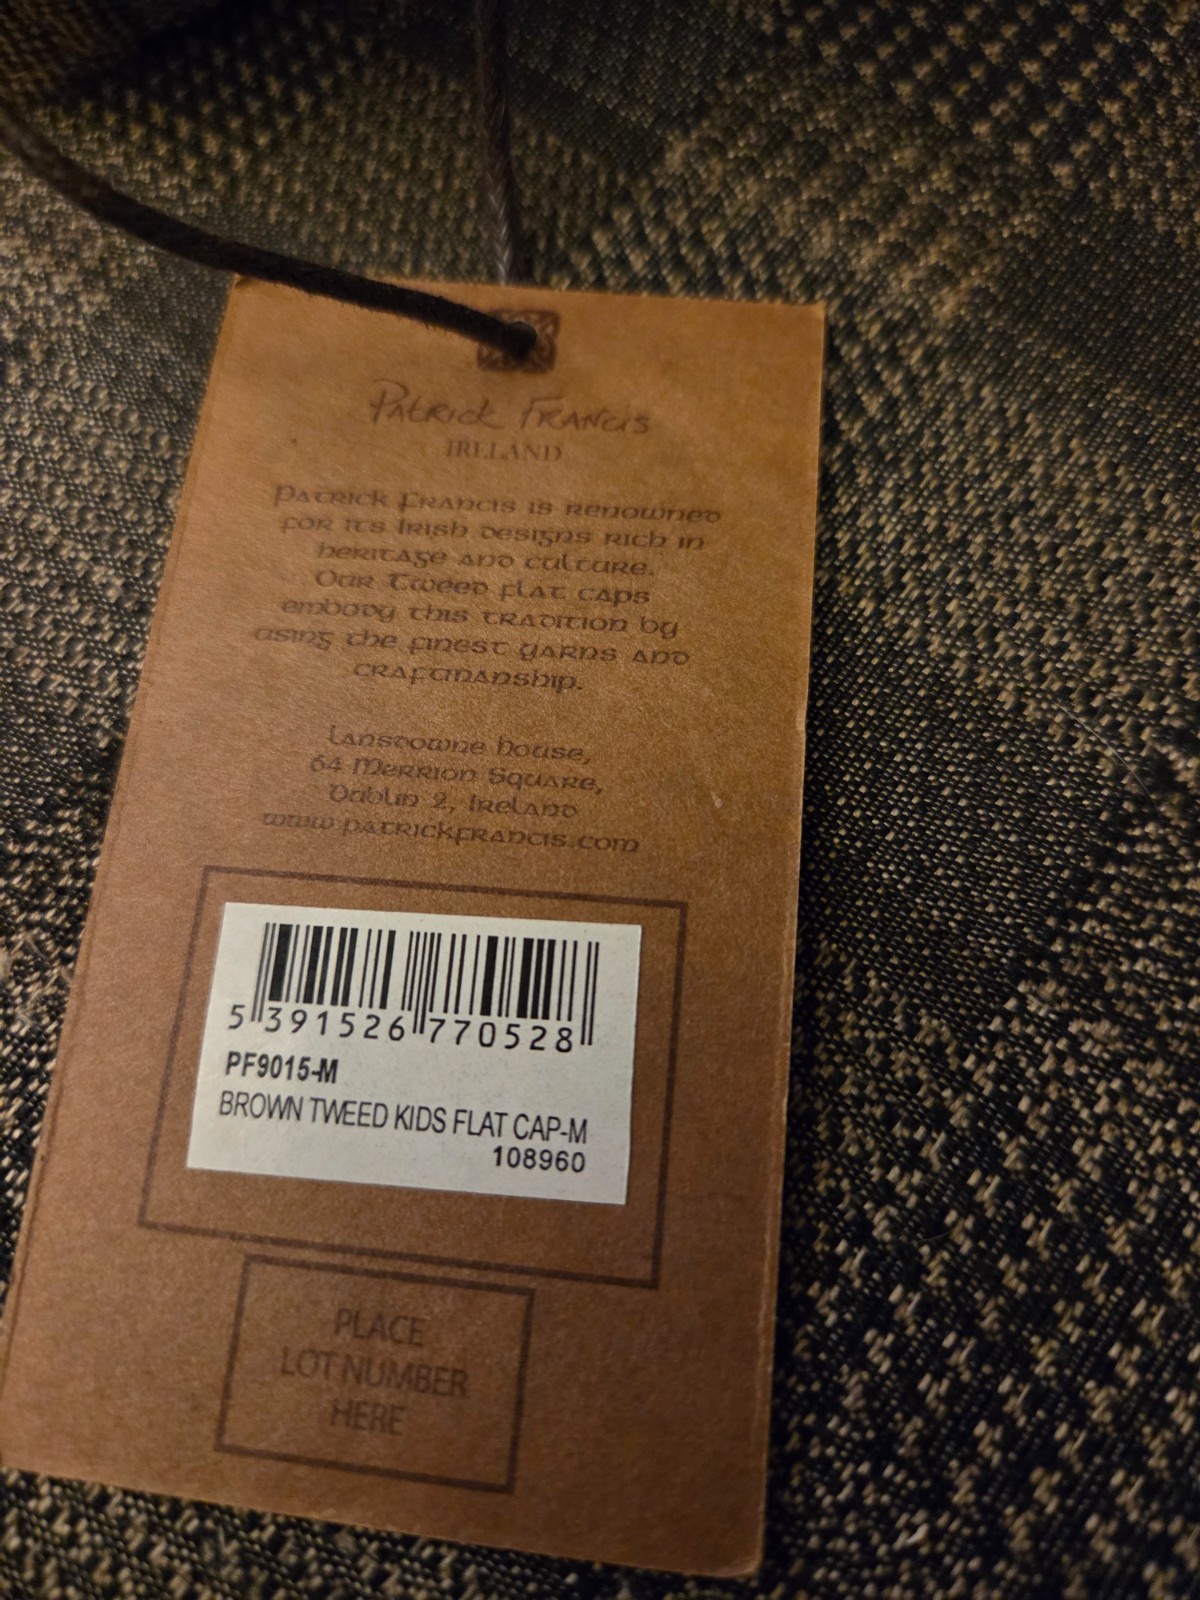 Patrick Francis
IRELAND
Patrick Francis is renowned
for its Irish designs rich in
heritage and culture.
Our Tweed flat caps
embody this tradition by
using the finest yarns and
craftmanship.
Lansdowne House,
64 Merrion Square,
Dublin 2, Ireland
www.patrickfrancis.com
5 391526 770528
PF9015-M
BROWN TWEED KIDS FLAT CAP-M
108960
PLACE
LOT NUMBER
HERE